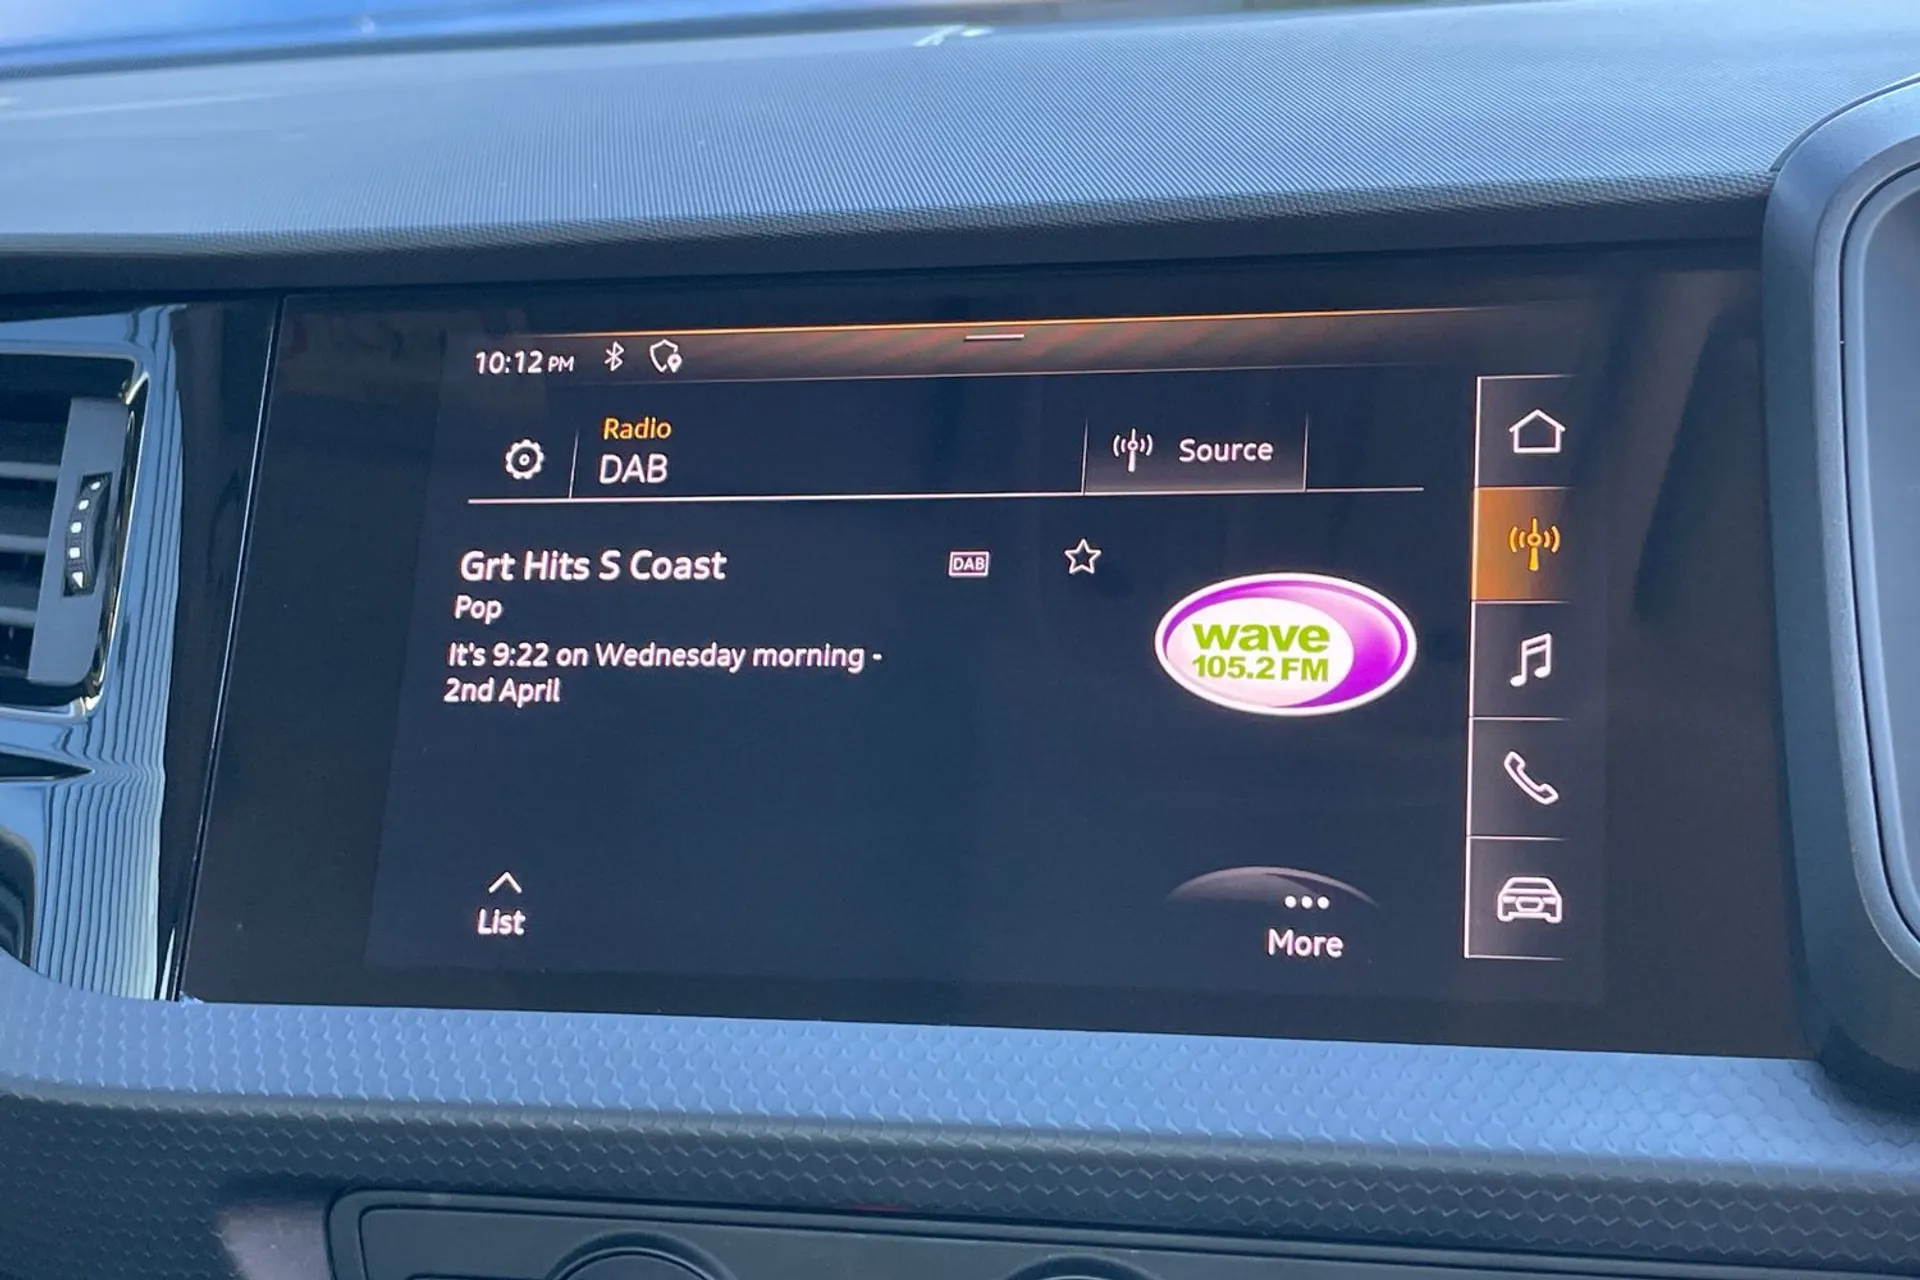 10:12 PM
Radio
DAB
Source
Grt Hits S Coast
DAB
Pop
It's 9:22 on Wednesday morning -
2nd April
wave
105.2 FM
List
More